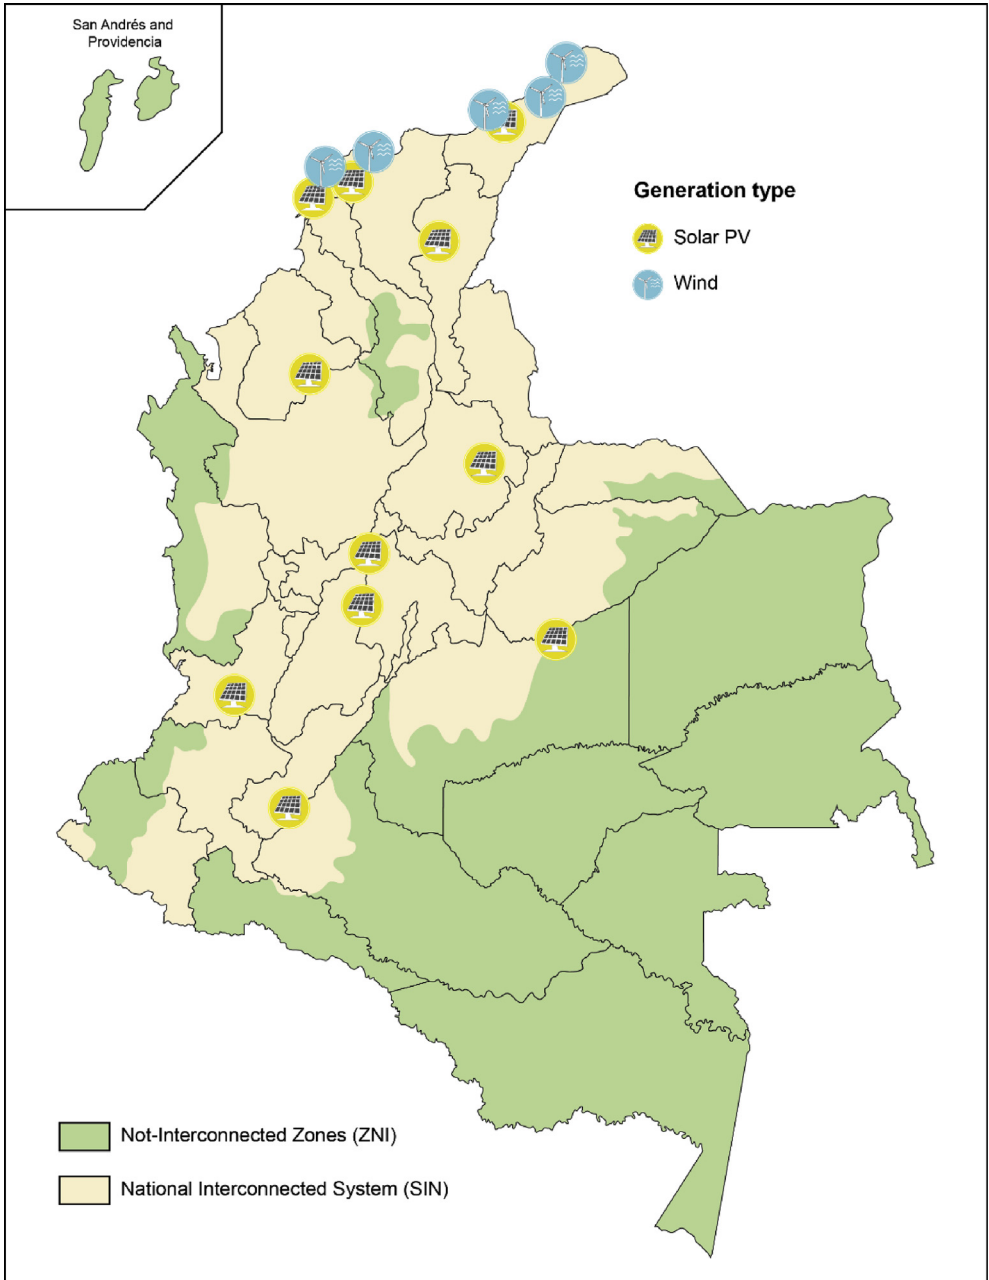 San Andrés and
Providencia
Generation type
Solar PV
Wind
Not-Interconnected Zones (ZNI)
National Interconnected System (SIN)